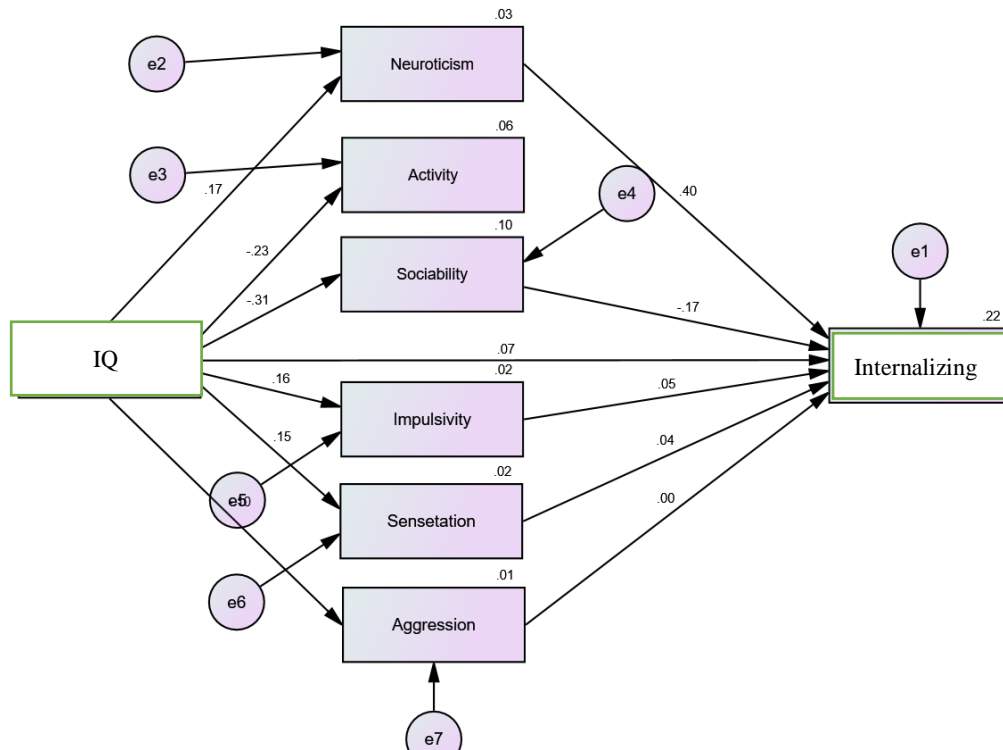 .03
Neuroticism
e2
.06
Activity
e3
.17
e4
.40
.10
Sociability
-.23
-.31
-.17
e1
.22
IQ
.07
Internalizing
.02
.16
Impulsivity
.05
.15
.02
.04
e5
Sensetation
.00
.01
e6
Aggression
e7